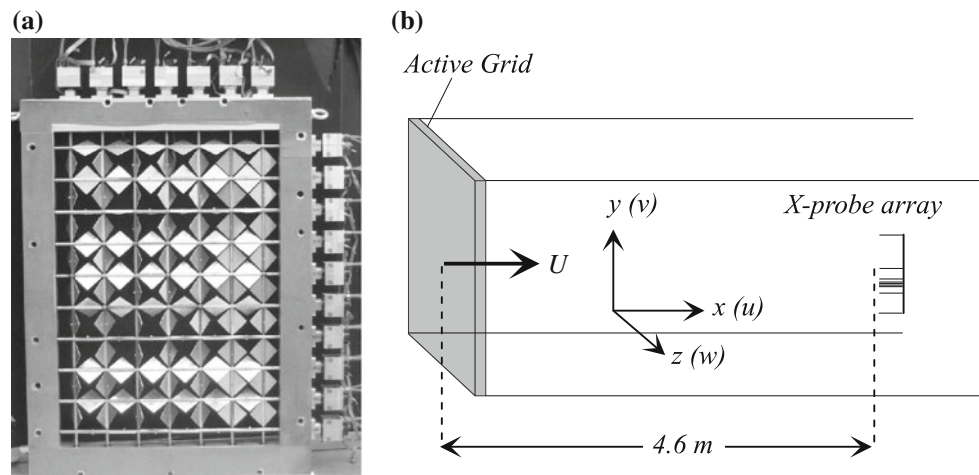 (a)
(b)
Active Grid
y (v)
X-probe array
U
x (u)
z (w)
4.6 m